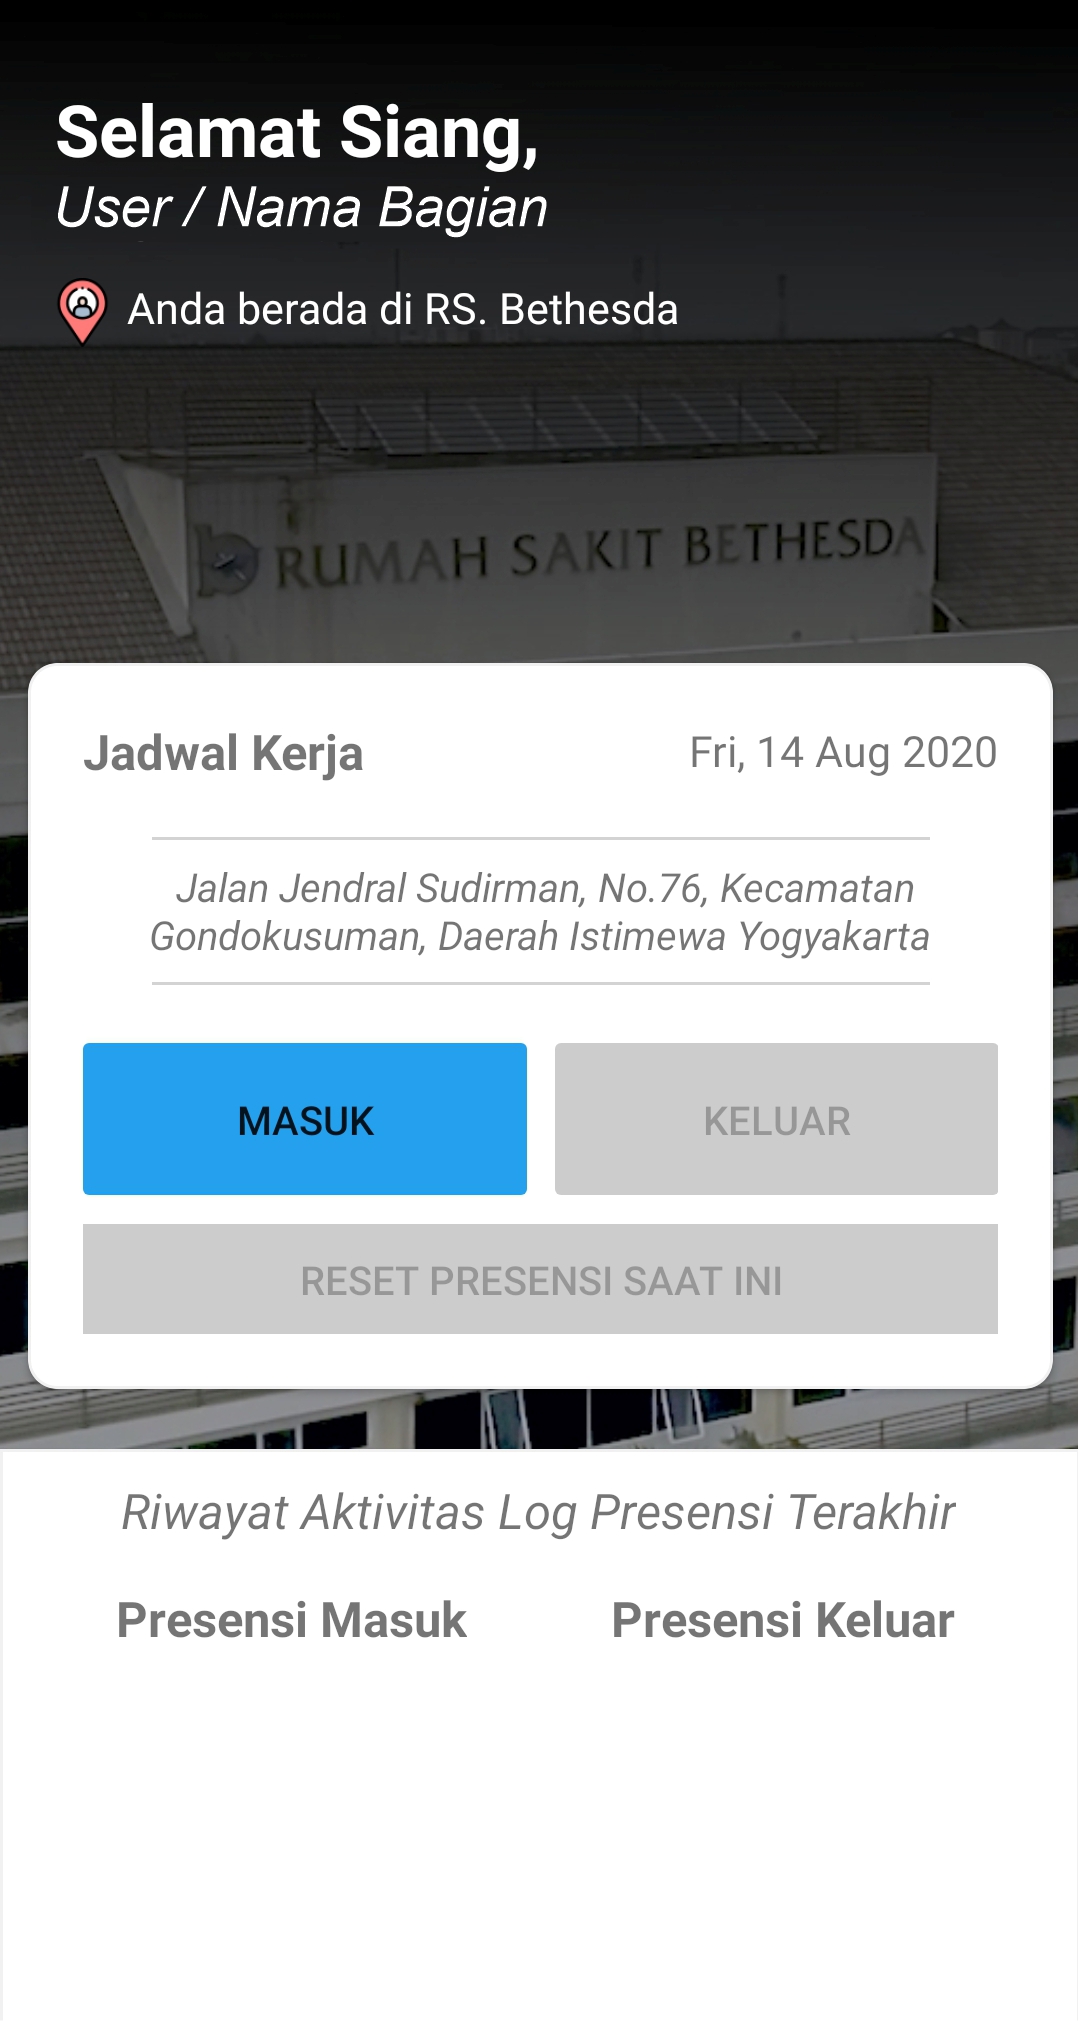 Selamat Siang,
User / Nama Bagian
Anda berada di RS. Bethesda
RUMAH SAKIT BETHESDA
Jadwal Kerja
Fri, 14 Aug 2020
Jalan Jendral Sudirman, No.76, Kecamatan
Gondokusuman, Daerah Istimewa Yogyakarta
MASUK
KELUAR
RESET PRESENSI SAAT INI
Riwayat Aktivitas Log Presensi Terakhir
Presensi Masuk
Presensi Keluar